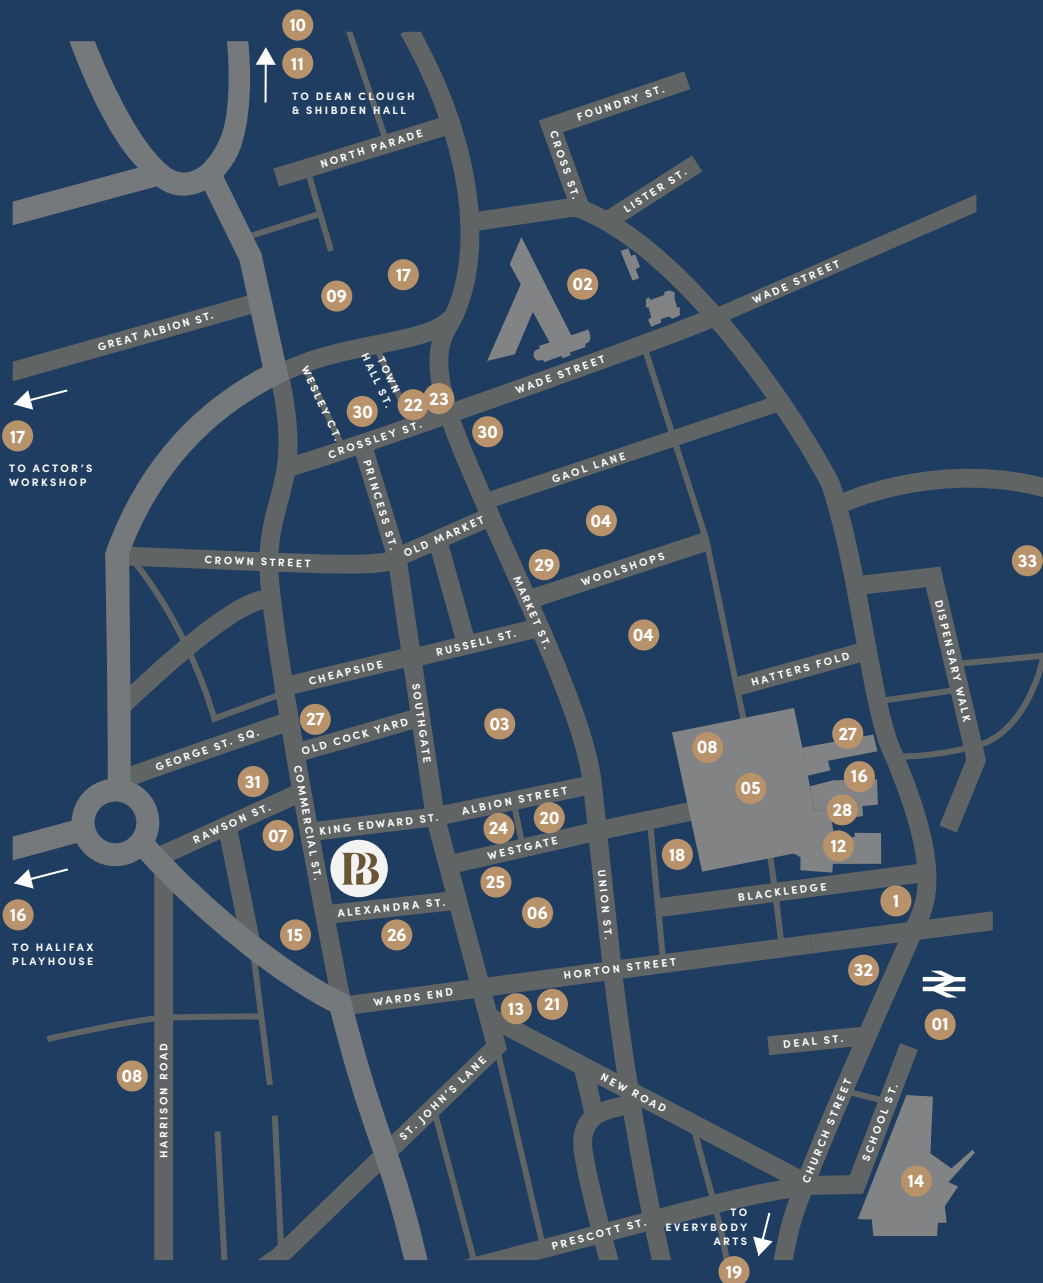 10
11
TO DEAN CLOUGH
& SHIBDEN HALL
FOUNDRY ST.
CROSS ST.
NORTH PARADE
LISTER ST.
17
09
02
WADE STREET
GREAT ALBION ST.
17
TO ACTOR'S
WORKSHOP
WESLEY CT.
TOWN
HALL ST.
30
22
23
WADE STREET
CROSSLEY ST.
30
PRINCESS ST.
GAOL LANE
04
OLD MARKET
CROWN STREET
29
WOOLSHOPS
33
MARKET ST.
04
DISPENSARY WALK
RUSSELL ST.
CHEAPSIDE
HATTERS FOLD
SOUTHGATE
27
03
OLD COCK YARD
GEORGE ST. SQ.
08
27
31
COMMERCIAL ST.
16
05
28
RAWSON ST.
07
KING EDWARD ST.
ALBION STREET
24
20
WESTGATE
18
12
PB
25
UNION ST.
BLACKLEDGE
1
ALEXANDRA ST.
06
16
TO HALIFAX
PLAYHOUSE
15
26
HORTON STREET
32
WARDS END
13
21
01
DEAL ST.
08
HARRISON ROAD
ST. JOHN'S LANE
NEW ROAD
CHURCH STREET
SCHOOL ST.
14
PRESCOTT ST.
TO
EVERYBODY
ARTS
19